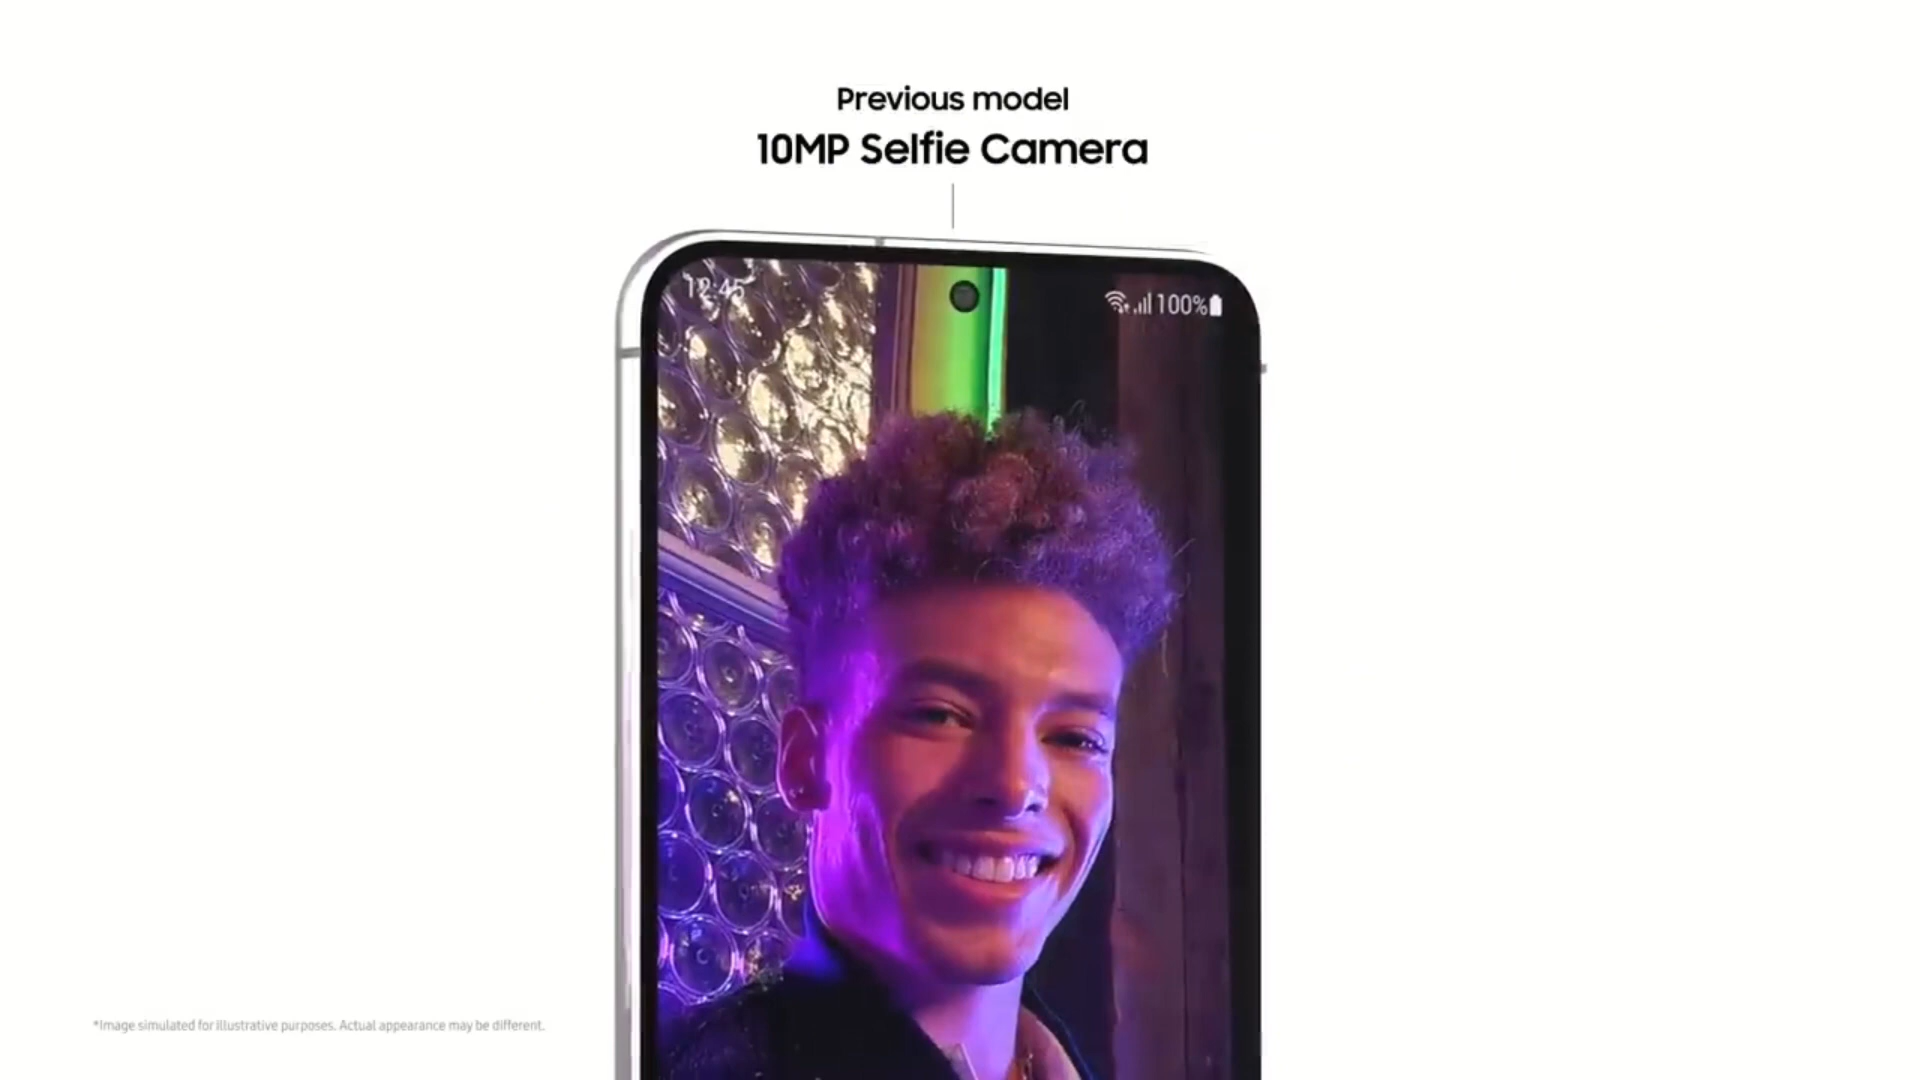 Previous model
10MP Selfie Camera
12:45
100%
*Image simulated for illustrative purposes. Actual appearance may be different.